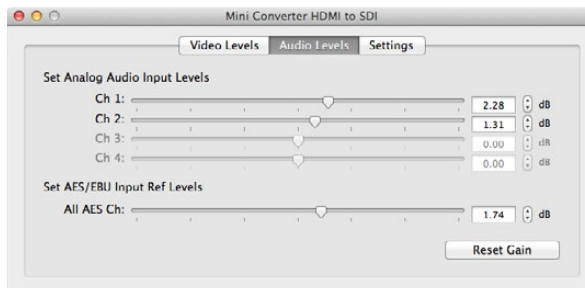 Mini Converter HDMI to SDI
Video Levels Audio Levels Settings
Set Analog Audio Input Levels
Ch 1: 2.28 dB
Ch 2: 1.31 dB
Ch 3: 0.00 dB
Ch 4: 0.00 dB
Set AES/EBU Input Ref Levels
All AES Ch: 1.74 dB
Reset Gain